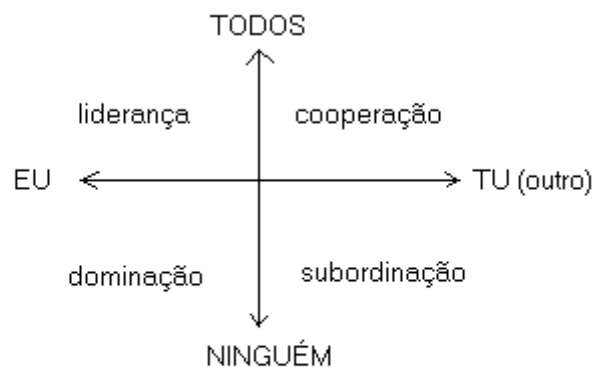 TODOS
liderança
cooperação
EU
TU (outro)
dominação
subordinação
NINGUÉM